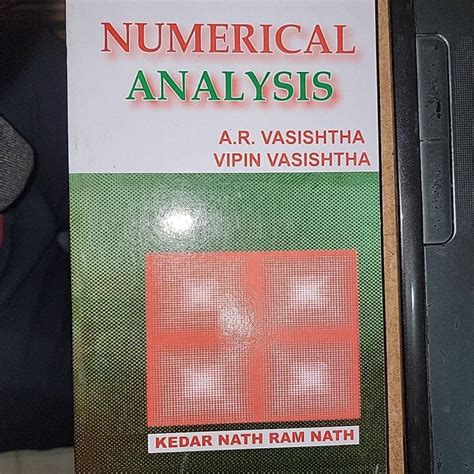 NUMERICAL
ANALYSIS
A.R. VASISHTHA
VIPIN VASISHTHA
KEDAR NATH RAM NATH